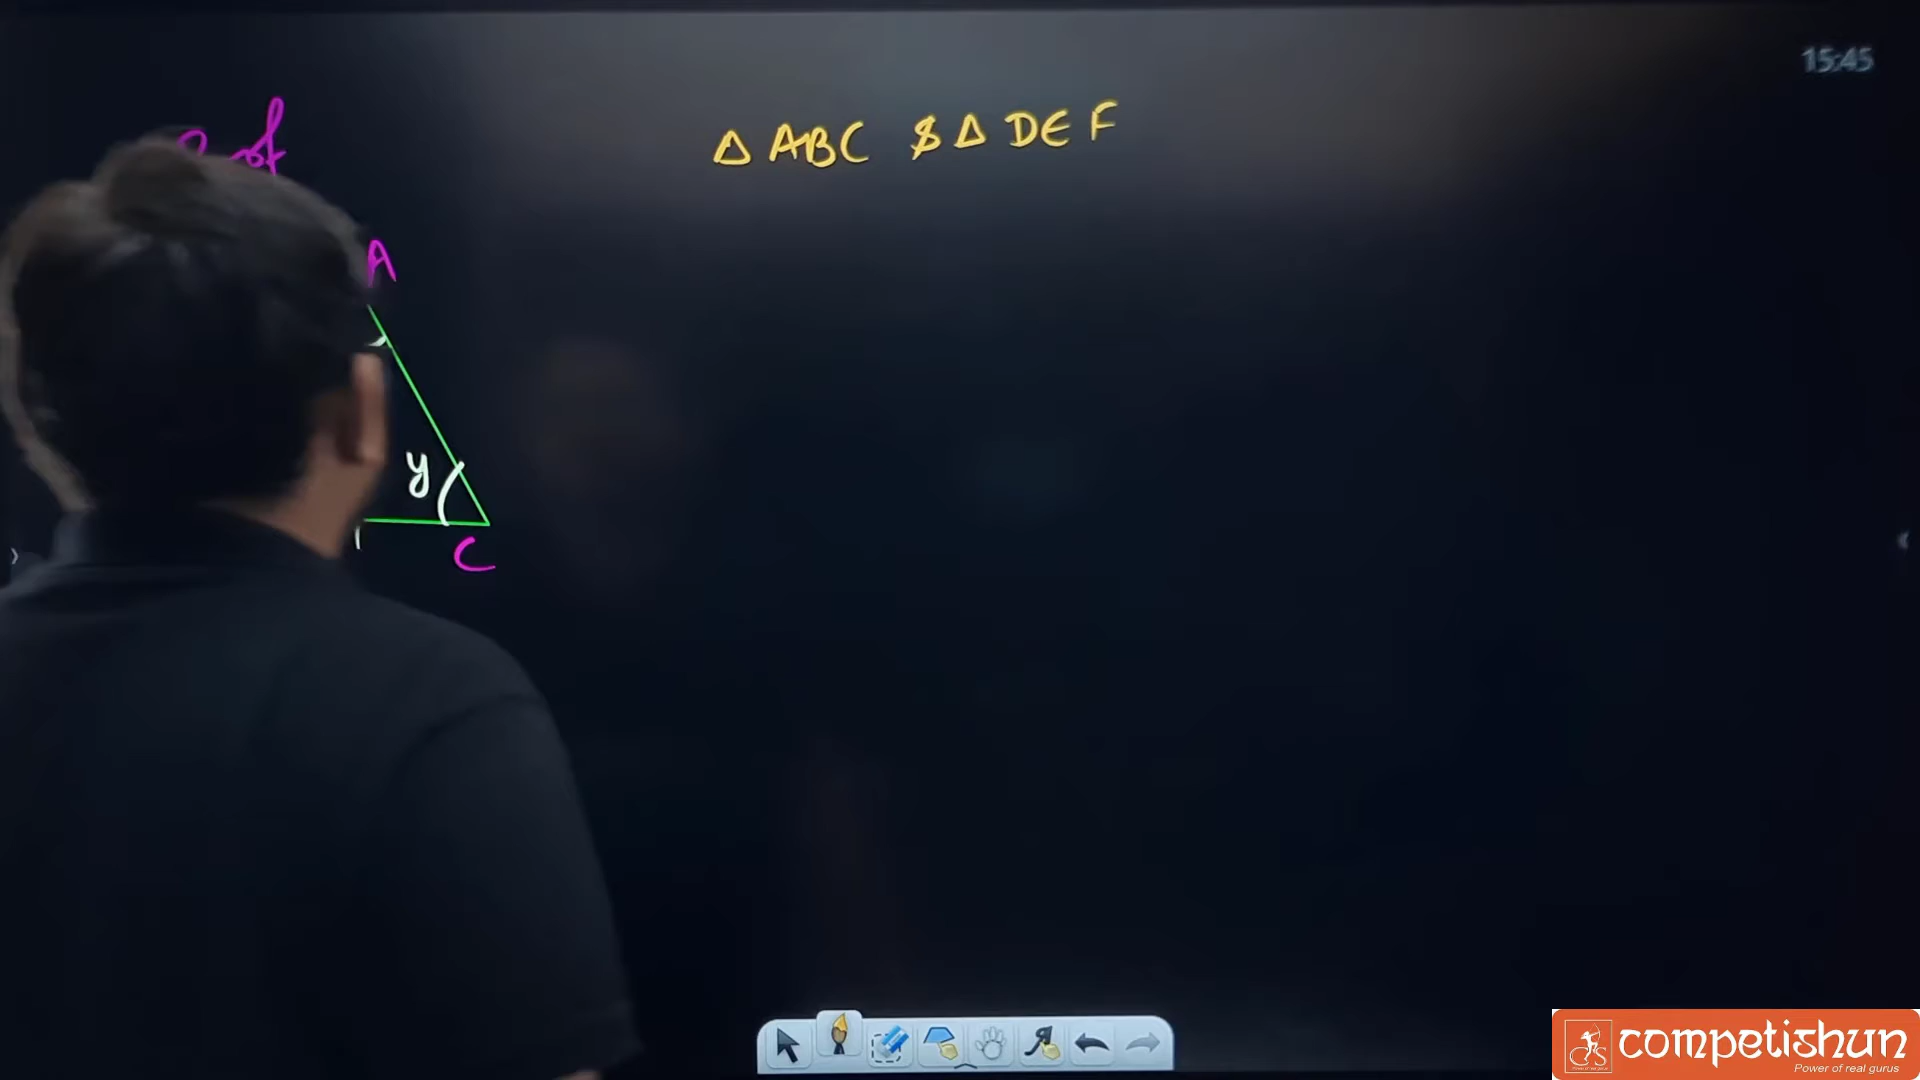 15:45
△ ABC $ △ DEF
A
y
C
competishun
Power of real gurus